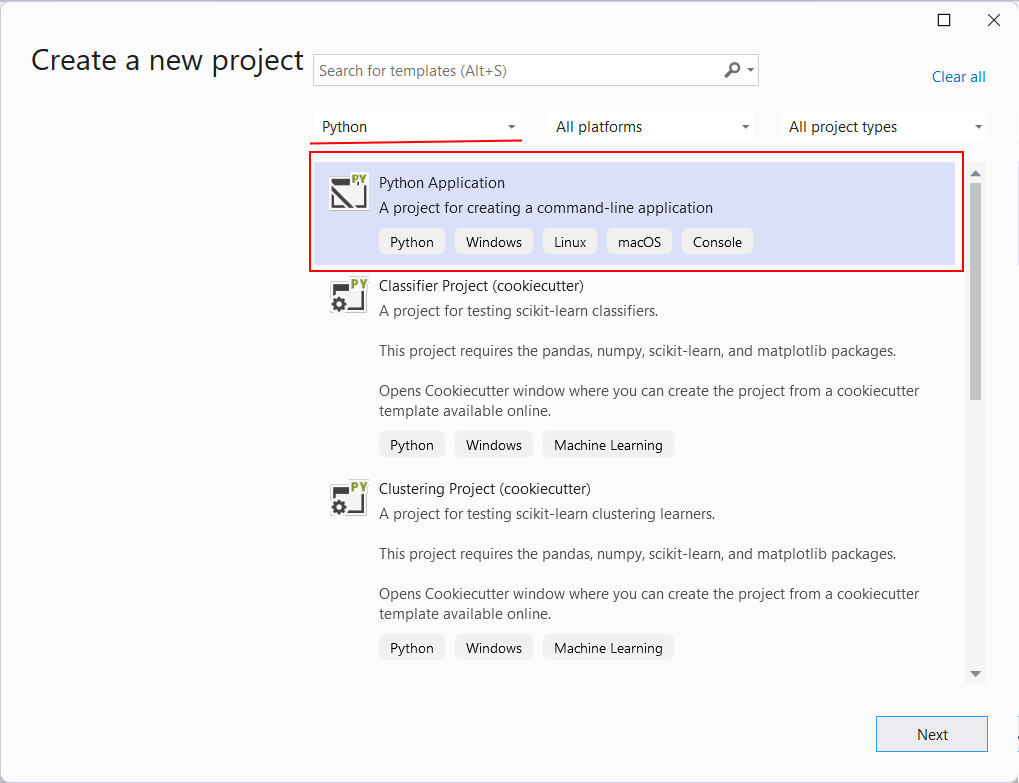 Create a new project
Search for templates (Alt+S)
Clear all
Python
All platforms
All project types
PY
Python Application
A project for creating a command-line application
Python Windows Linux macOS Console
PY
Classifier Project (cookiecutter)
A project for testing scikit-learn classifiers.
This project requires the pandas, numpy, scikit-learn, and matplotlib packages.
Opens Cookiecutter window where you can create the project from a cookiecutter
template available online.
Python Windows Machine Learning
PY
Clustering Project (cookiecutter)
A project for testing scikit-learn clustering learners.
This project requires the pandas, numpy, scikit-learn, and matplotlib packages.
Opens Cookiecutter window where you can create the project from a cookiecutter
template available online.
Python Windows Machine Learning
Next